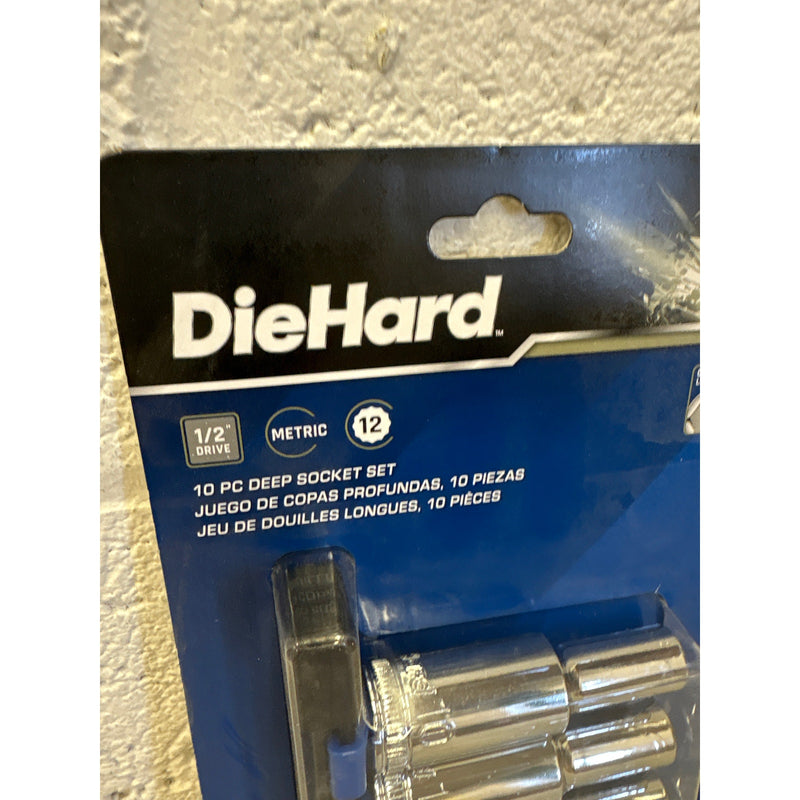 DieHard™
1/2" DRIVE
METRIC
12
10 PC DEEP SOCKET SET
JUEGO DE COPAS PROFUNDAS, 10 PIEZAS
JEU DE DOUILLES LONGUES, 10 PIÈCES